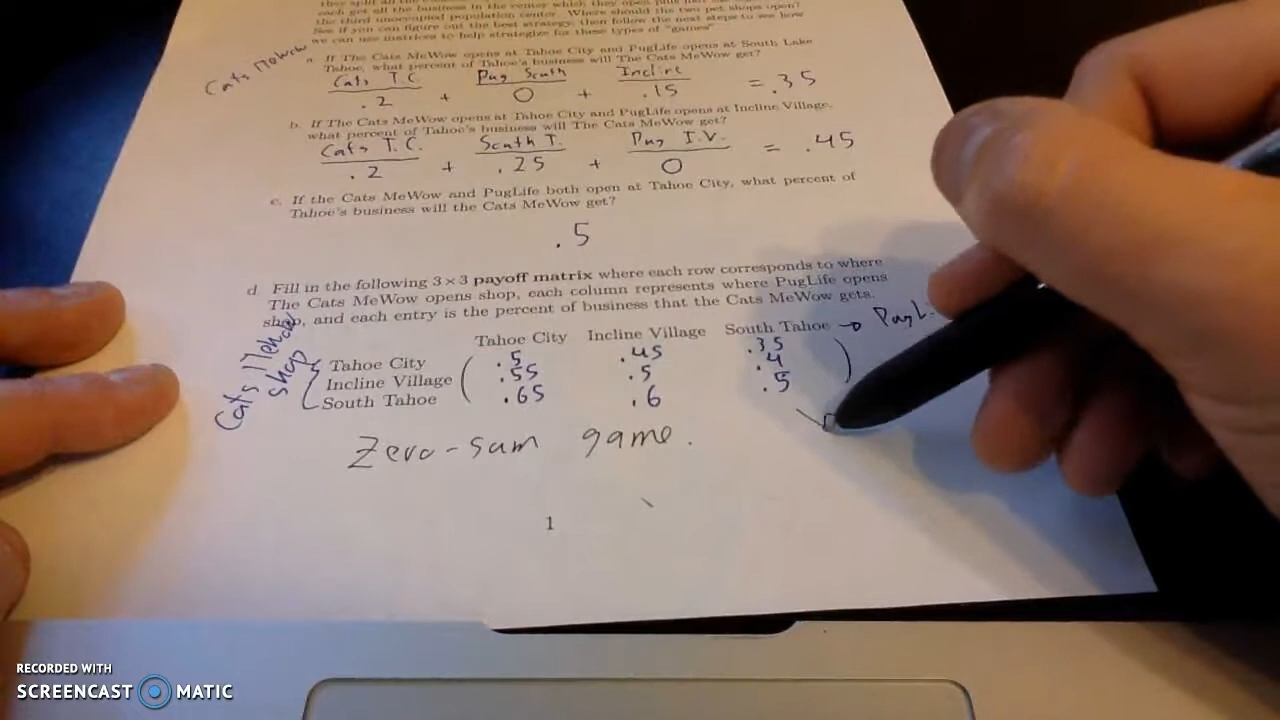 they split all the business in the center which they open plus half the business in
the third unoccupied population center. Where should the two pet shops open?
See if you can figure out the best strategy, then follow the next steps to see how
we can use matrices to help strategize for these types of "games"
Cats Mewow
a. If The Cats MeWow opens at Tahoe City and PugLife opens at South Lake
Tahoe, what percent of Tahoe's business will The Cats MeWow get?
Cats T.C. Pug South Incline
.2 + 0 + .15 = .35
b. If The Cats MeWow opens at Tahoe City and PugLife opens at Incline Village,
what percent of Tahoe's business will The Cats MeWow get?
Cats T.C. South T. Pug I.V.
.2 + .25 + 0 = .45
c. If the Cats MeWow and PugLife both open at Tahoe City, what percent of
Tahoe's business will the Cats MeWow get?
.5
d. Fill in the following 3×3 payoff matrix where each row corresponds to where
The Cats MeWow opens shop, each column represents where PugLife opens
shop, and each entry is the percent of business that the Cats MeWow gets.
Tahoe City Incline Village South Tahoe → PugLi
Cats Mewow shop
Tahoe City .5 .45 .35
Incline Village .55 .5 .4
South Tahoe .65 .6 .5
Zero-sum game.
1
RECORDED WITH
SCREENCAST MATIC